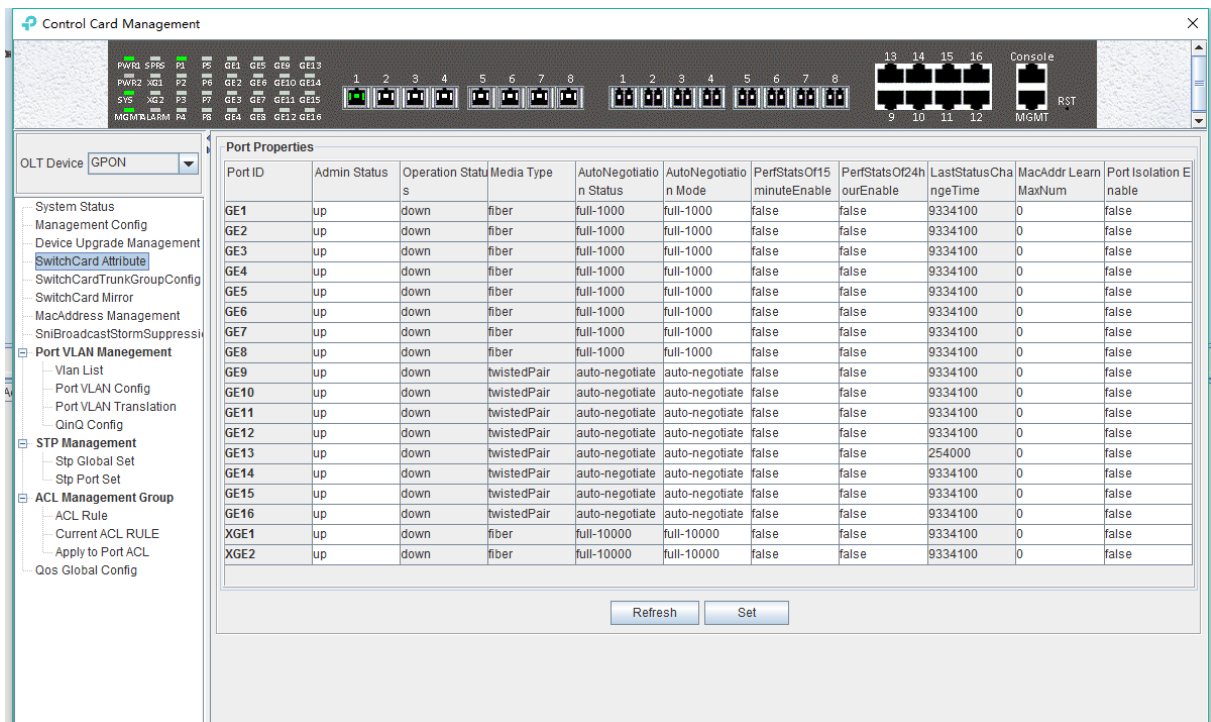 Control Card Management
PWR1 SPRS P1 P5 GE1 GE5 GE9 GE13
PWR2 XG1 P2 P6 GE2 GE6 GE10 GE14
SYS XG2 P3 P7 GE3 GE7 GE11 GE15
MGMT ALARM P4 P8 GE4 GE8 GE12 GE16
1 2 3 4 5 6 7 8
1 2 3 4 5 6 7 8
13 14 15 16
9 10 11 12
Console
MGMT
RST
OLT Device GPON
System Status
Management Config
Device Upgrade Management
SwitchCard Attribute
SwitchCardTrunkGroupConfig
SwitchCard Mirror
MacAddress Management
SniBroadcastStormSuppressi
Port VLAN Manegement
Vlan List
Port VLAN Config
Port VLAN Translation
QinQ Config
STP Management
Stp Global Set
Stp Port Set
ACL Management Group
ACL Rule
Current ACL RULE
Apply to Port ACL
Qos Global Config
Port Properties
Port ID Admin Status Operation Statu Media Type AutoNegotiatio AutoNegotiatio PerfStatsOf15 PerfStatsOf24h LastStatusCha MacAddr Learn Port Isolation E
s n Status n Mode minuteEnable ourEnable ngeTime MaxNum nable
GE1 up down fiber full-1000 full-1000 false false 9334100 0 false
GE2 up down fiber full-1000 full-1000 false false 9334100 0 false
GE3 up down fiber full-1000 full-1000 false false 9334100 0 false
GE4 up down fiber full-1000 full-1000 false false 9334100 0 false
GE5 up down fiber full-1000 full-1000 false false 9334100 0 false
GE6 up down fiber full-1000 full-1000 false false 9334100 0 false
GE7 up down fiber full-1000 full-1000 false false 9334100 0 false
GE8 up down fiber full-1000 full-1000 false false 9334100 0 false
GE9 up down twistedPair auto-negotiate auto-negotiate false false 9334100 0 false
GE10 up down twistedPair auto-negotiate auto-negotiate false false 9334100 0 false
GE11 up down twistedPair auto-negotiate auto-negotiate false false 9334100 0 false
GE12 up down twistedPair auto-negotiate auto-negotiate false false 9334100 0 false
GE13 up down twistedPair auto-negotiate auto-negotiate false false 254000 0 false
GE14 up down twistedPair auto-negotiate auto-negotiate false false 9334100 0 false
GE15 up down twistedPair auto-negotiate auto-negotiate false false 9334100 0 false
GE16 up down twistedPair auto-negotiate auto-negotiate false false 9334100 0 false
XGE1 up down fiber full-10000 full-10000 false false 9334100 0 false
XGE2 up down fiber full-10000 full-10000 false false 9334100 0 false
Refresh Set